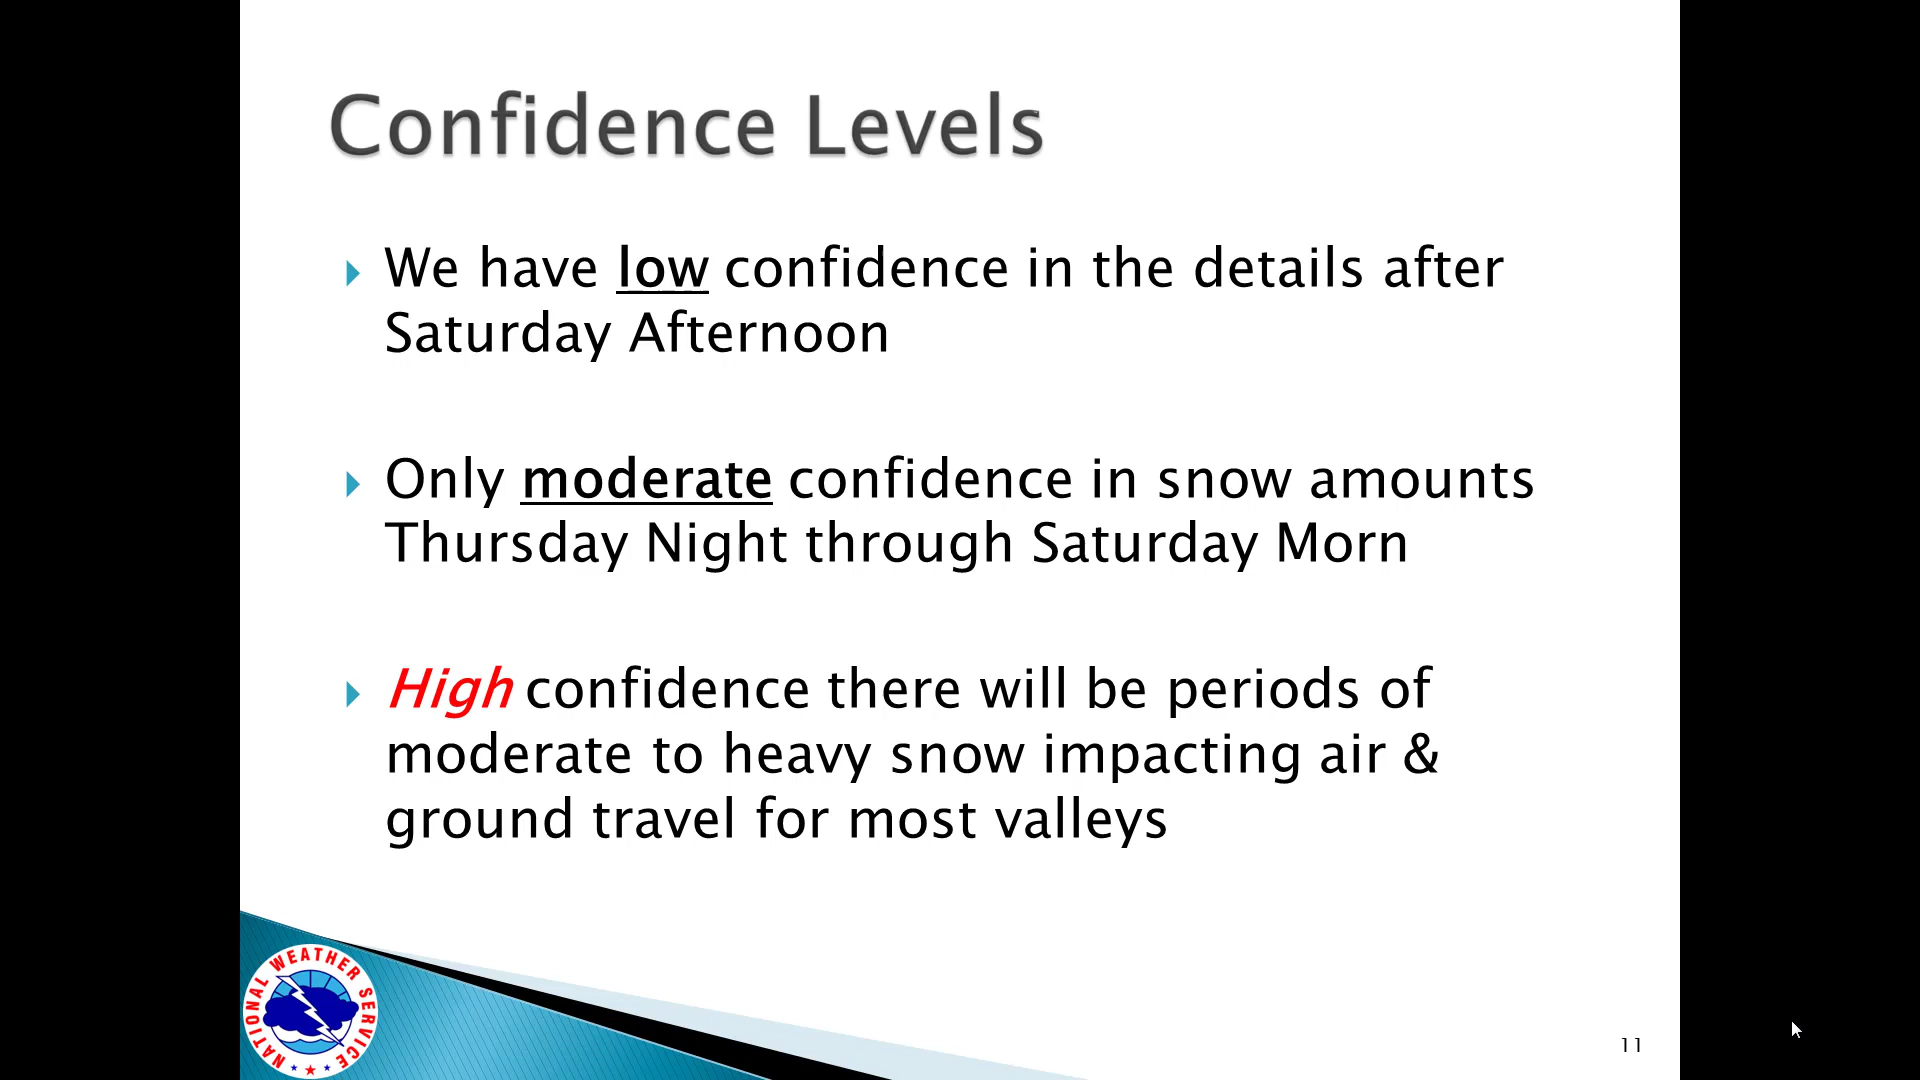 Confidence Levels
We have low confidence in the details after
Saturday Afternoon
Only moderate confidence in snow amounts
Thursday Night through Saturday Morn
High confidence there will be periods of
moderate to heavy snow impacting air &
ground travel for most valleys
NATIONAL WEATHER SERVICE
11